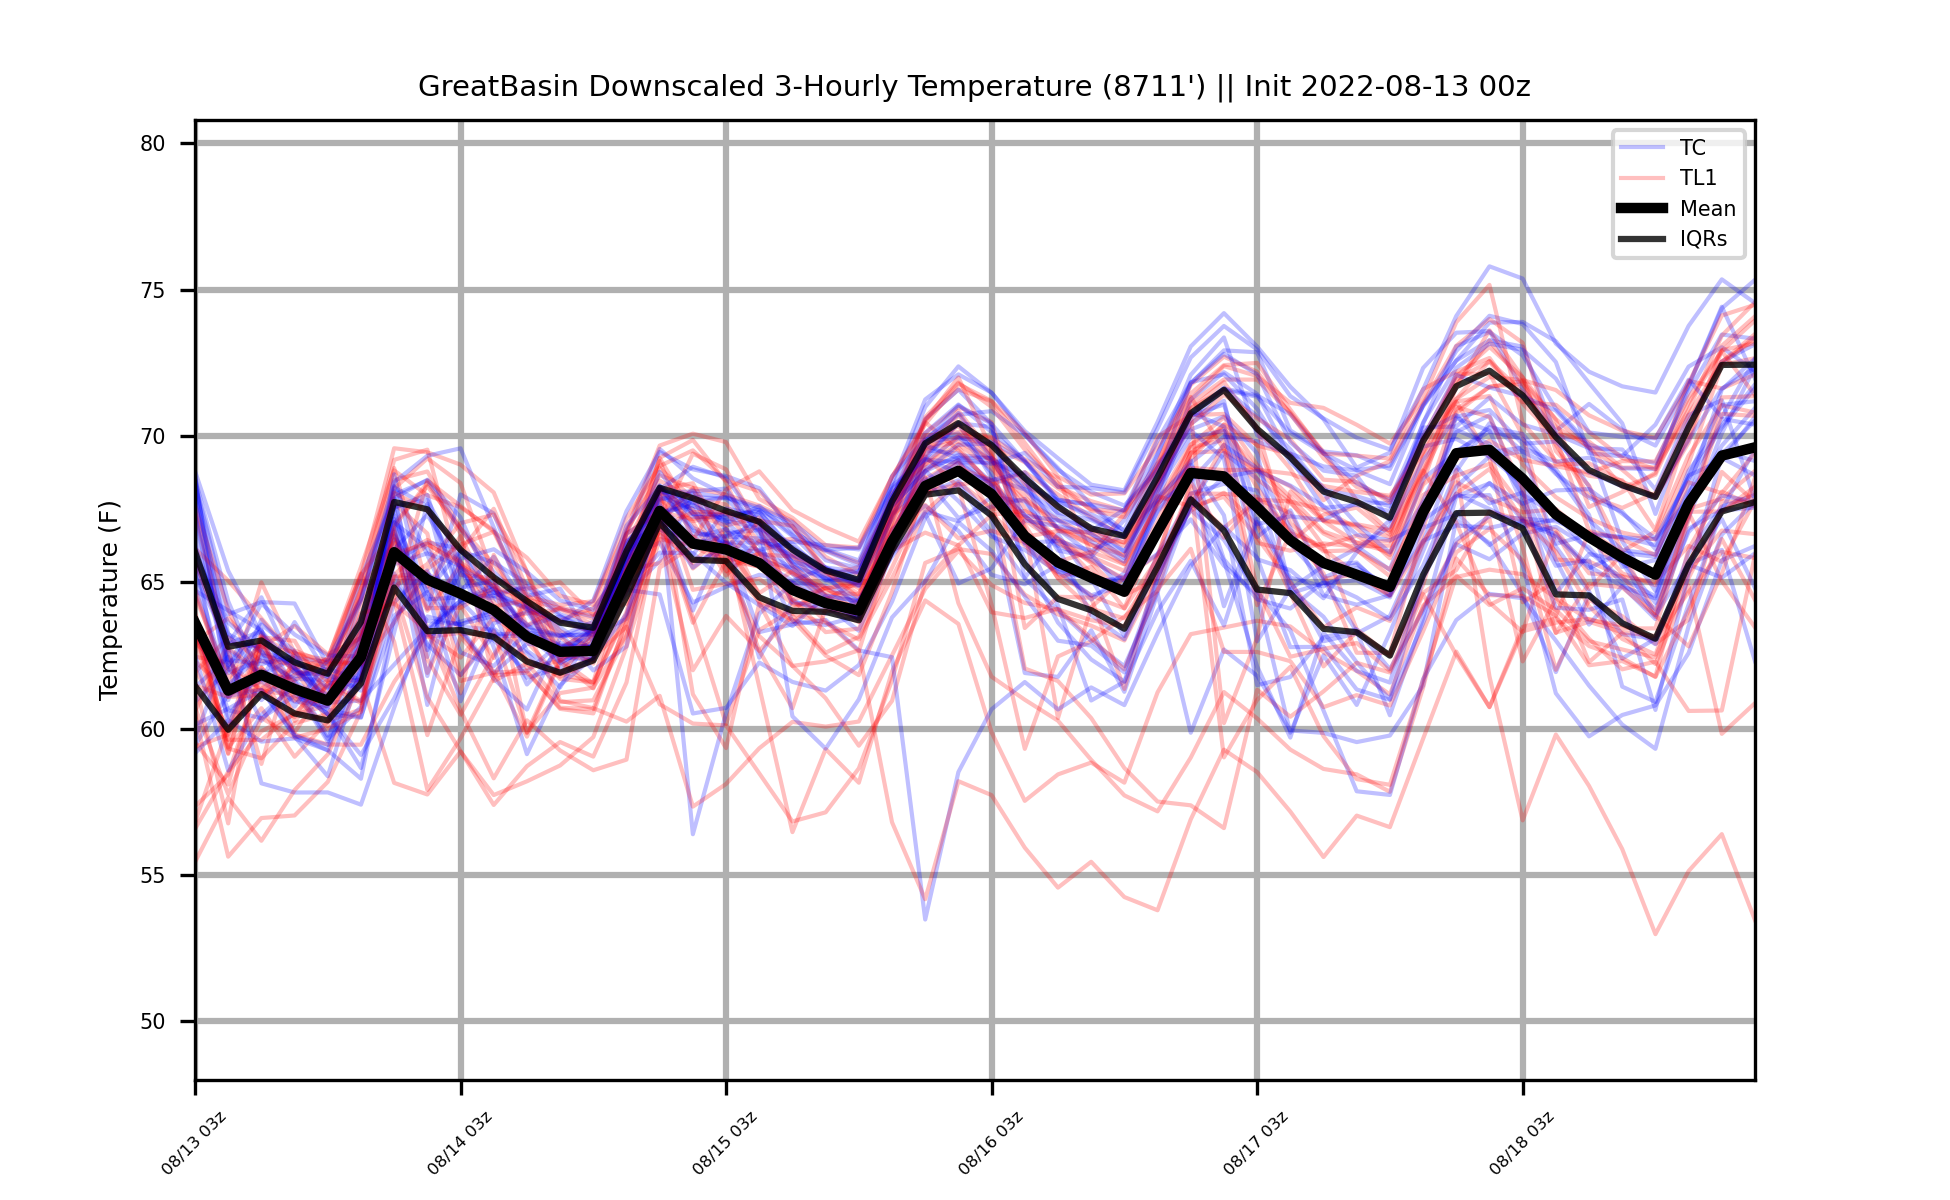 GreatBasin Downscaled 3-Hourly Temperature (8711') || Init 2022-08-13 00z
80
75
70
65
60
55
50
Temperature (F)
TC
TL1
Mean
IQRs
08/13 03z
08/14 03z
08/15 03z
08/16 03z
08/17 03z
08/18 03z